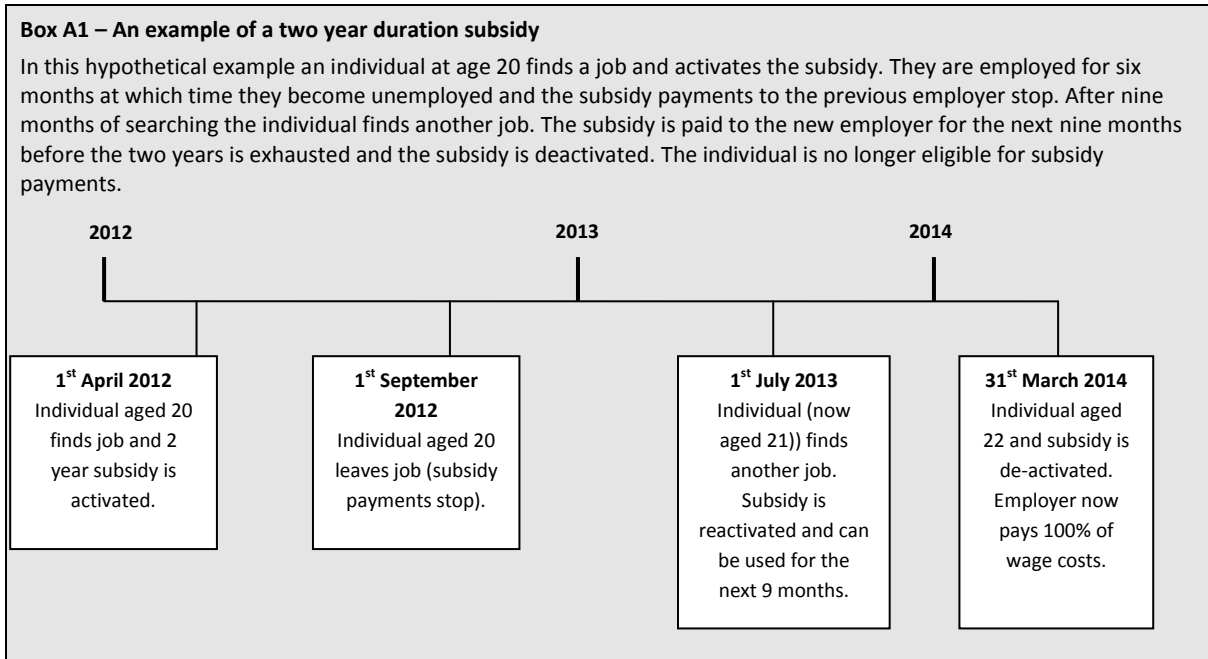 Box A1 – An example of a two year duration subsidy
In this hypothetical example an individual at age 20 finds a job and activates the subsidy. They are employed for six
months at which time they become unemployed and the subsidy payments to the previous employer stop. After nine
months of searching the individual finds another job. The subsidy is paid to the new employer for the next nine months
before the two years is exhausted and the subsidy is deactivated. The individual is no longer eligible for subsidy
payments.
2012
2013
2014
1st April 2012
Individual aged 20
finds job and 2
year subsidy is
activated.
1st September
2012
Individual aged 20
leaves job (subsidy
payments stop).
1st July 2013
Individual (now
aged 21)) finds
another job.
Subsidy is
reactivated and can
be used for the
next 9 months.
31st March 2014
Individual aged
22 and subsidy is
de-activated.
Employer now
pays 100% of
wage costs.